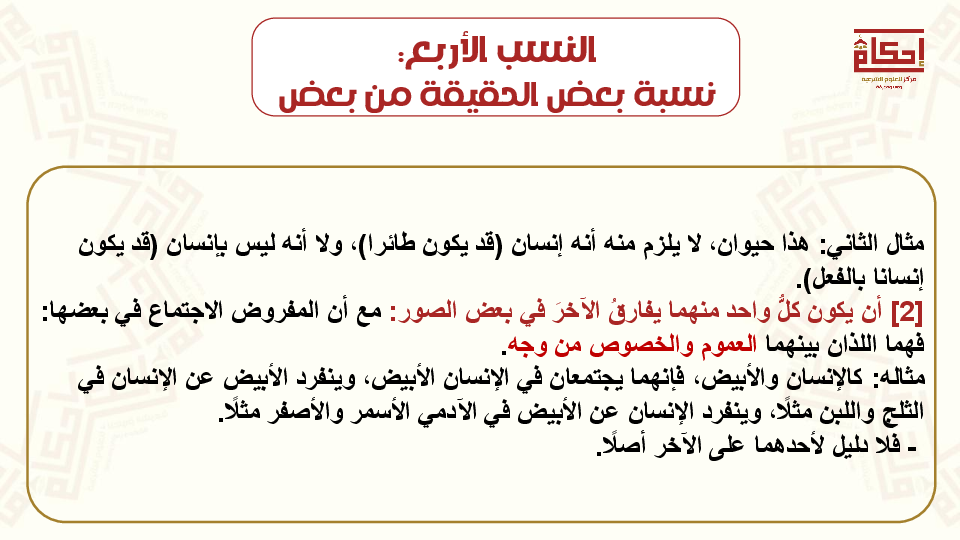 النسب الأربع:
نسبة بعض الحقيقة من بعض
إحكام
مركز للعلوم الشرعية
مثال الثاني: هذا حيوان، لا يلزم منه أنه إنسان (قد يكون طائرا)، ولا أنه ليس بإنسان (قد يكون
إنسانا بالفعل).
[2] أن يكون كلُّ واحد منهما يفارقُ الآخرَ في بعض الصور: مع أن المفروض الاجتماع في بعضها:
فهما اللذان بينهما العموم والخصوص من وجه.
مثاله: كالإنسان والأبيض، فإنهما يجتمعان في الإنسان الأبيض، وينفرد الأبيض عن الإنسان في
الثلج واللبن مثلًا، وينفرد الإنسان عن الأبيض في الآدمي الأسمر والأصفر مثلًا.
- فلا دليل لأحدهما على الآخر أصلًا.